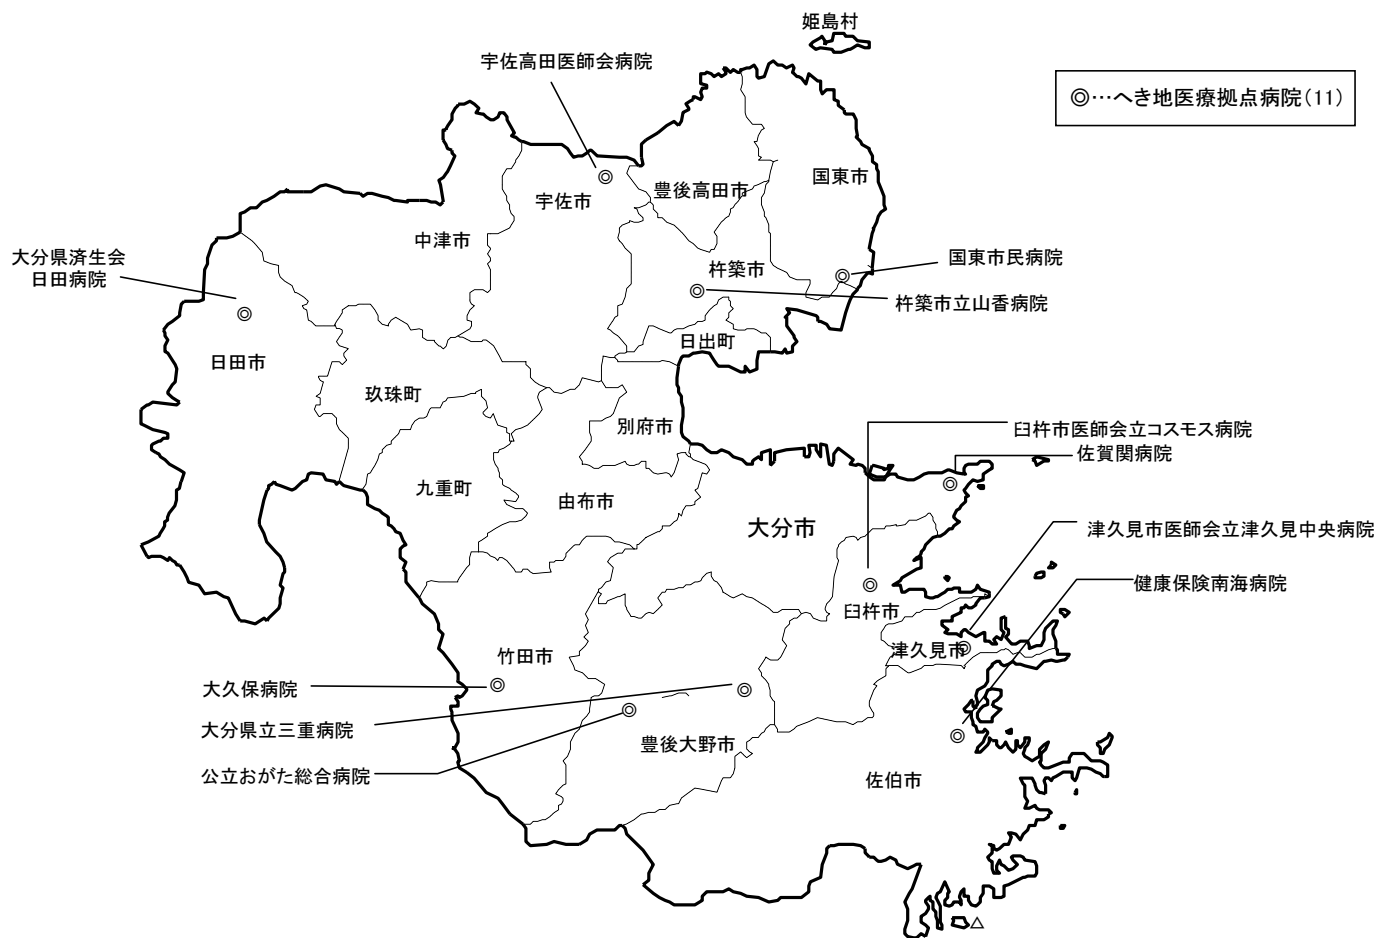 姫島村
宇佐高田医師会病院
◎…へき地医療拠点病院(11)
国東市
豊後高田市
宇佐市
中津市
大分県済生会
日田病院
国東市民病院
杵築市
杵築市立山香病院
日出町
日田市
玖珠町
別府市
臼杵市医師会立コスモス病院
佐賀関病院
九重町
由布市
大分市
津久見市医師会立津久見中央病院
健康保険南海病院
臼杵市
津久見市
竹田市
大久保病院
大分県立三重病院
豊後大野市
公立おがた総合病院
佐伯市